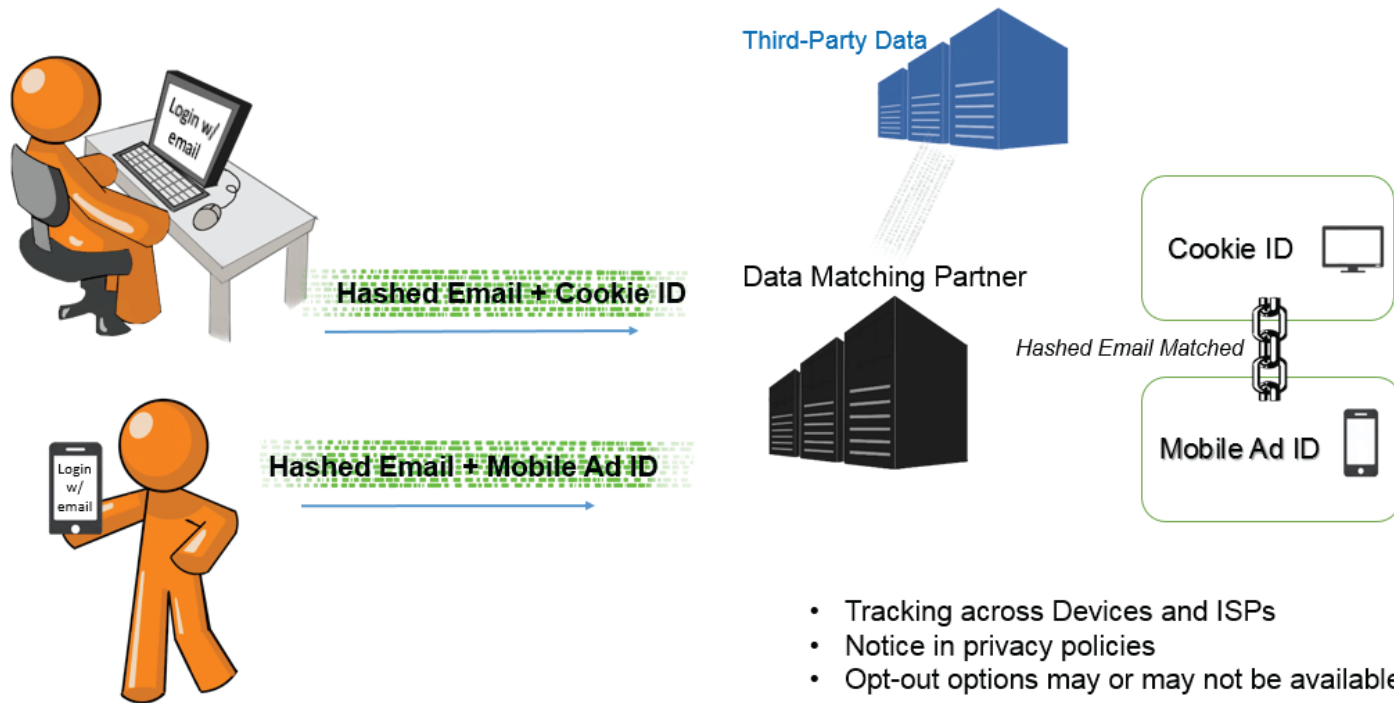 Third-Party Data
Login w/
email
Cookie ID
Data Matching Partner
Hashed Email + Cookie ID
Hashed Email Matched
Mobile Ad ID
Hashed Email + Mobile Ad ID
Login
w/
email
• Tracking across Devices and ISPs
• Notice in privacy policies
• Opt-out options may or may not be available